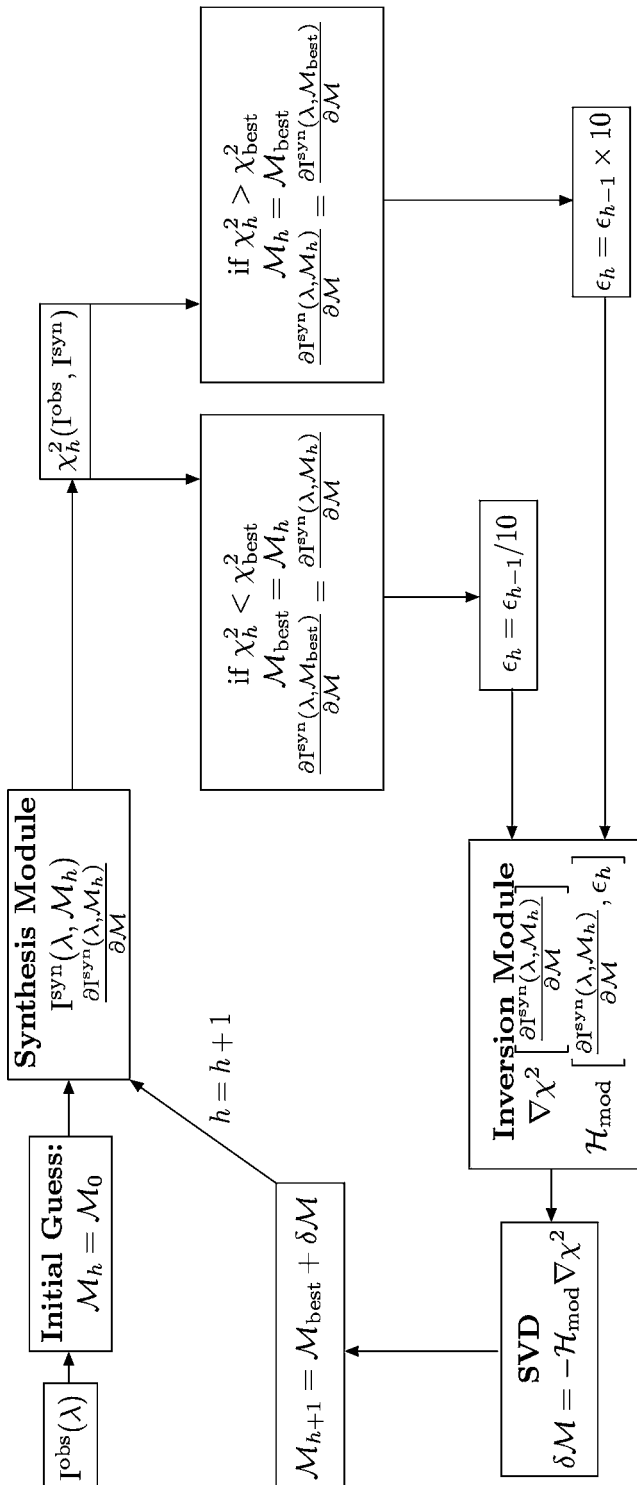 I^obs(λ)
Initial Guess:
ℳ_h = ℳ_0
Synthesis Module
I^syn(λ, ℳ_h)
∂I^syn(λ,ℳ_h)/∂ℳ
χ²_h(I^obs, I^syn)
if χ²_h < χ²_best
ℳ_best = ℳ_h
∂I^syn(λ,ℳ_best)/∂ℳ = ∂I^syn(λ,ℳ_h)/∂ℳ
if χ²_h > χ²_best
ℳ_h = ℳ_best
∂I^syn(λ,ℳ_h)/∂ℳ = ∂I^syn(λ,ℳ_best)/∂ℳ
ϵ_h = ϵ_{h−1}/10
ϵ_h = ϵ_{h−1} × 10
Inversion Module
∇χ² [∂I^syn(λ,ℳ_h)/∂ℳ]
ℋ_mod [∂I^syn(λ,ℳ_h)/∂ℳ, ϵ_h]
SVD
δℳ = −ℋ_mod∇χ²
ℳ_{h+1} = ℳ_best + δℳ
h = h + 1